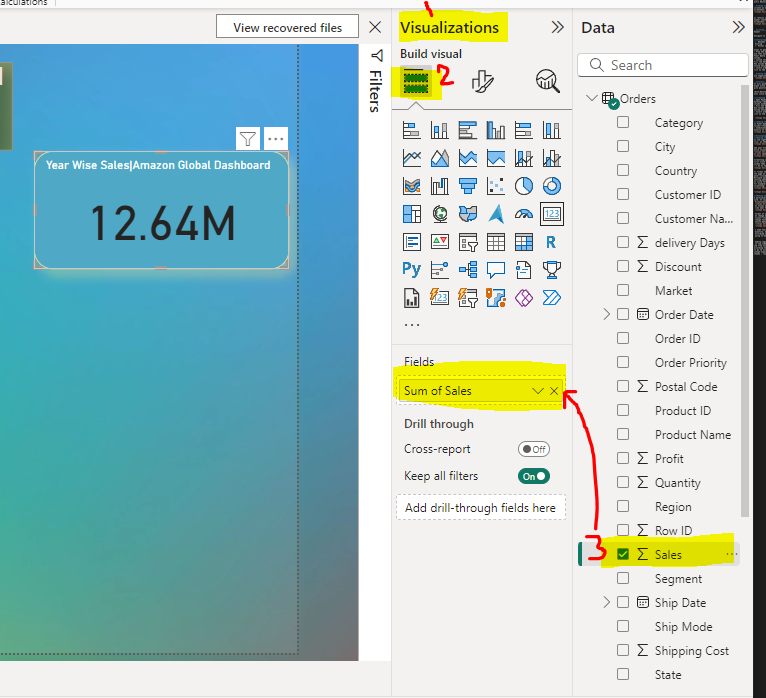 alculations
View recovered files
Filters
Year Wise Sales|Amazon Global Dashboard
12.64M
1
Visualizations
Build visual
2
123
R
Py
123
...
Fields
Sum of Sales
Drill through
Cross-report
Off
Keep all filters
On
Add drill-through fields here
3
Data
Search
Orders
Category
City
Country
Customer ID
Customer Na...
delivery Days
Discount
Market
Order Date
Order ID
Order Priority
Postal Code
Product ID
Product Name
Profit
Quantity
Region
Row ID
Sales
Segment
Ship Date
Ship Mode
Shipping Cost
State